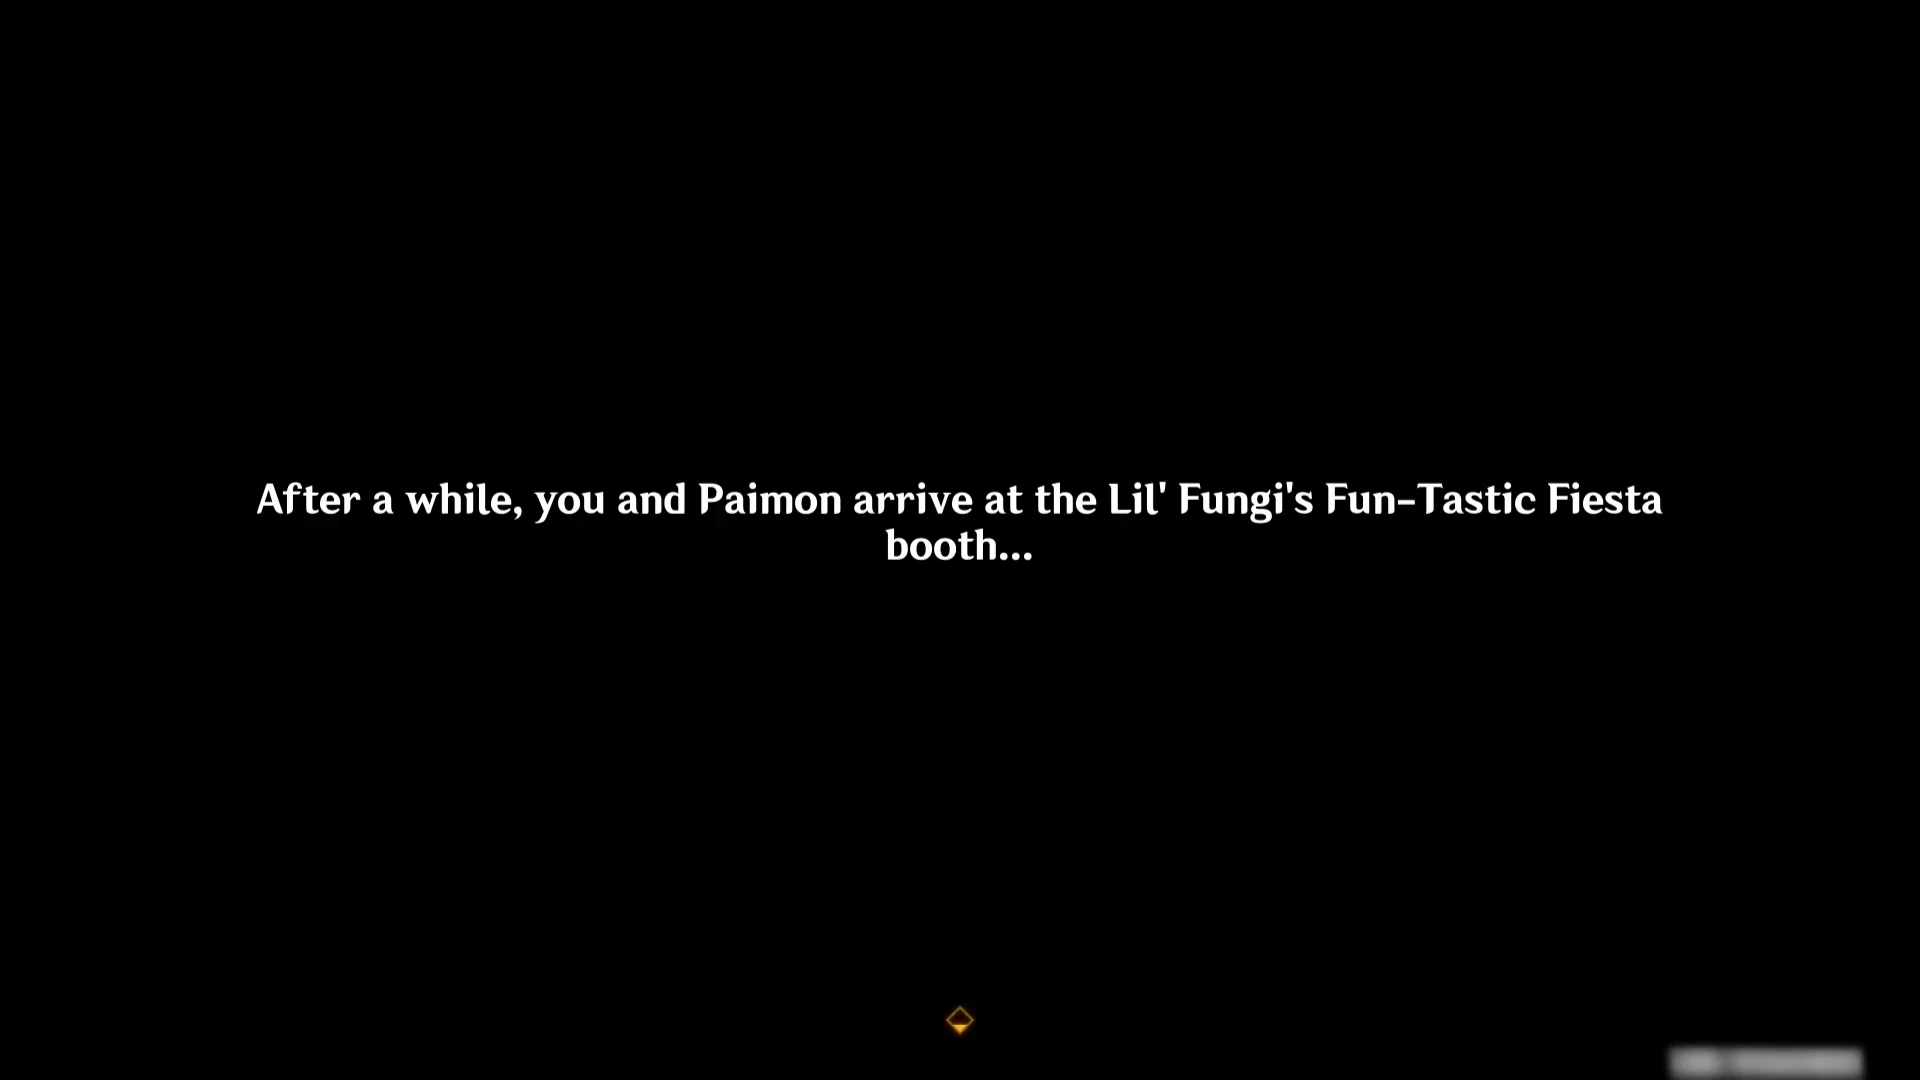 After a while, you and Paimon arrive at the Lil' Fungi's Fun-Tastic Fiesta
booth...